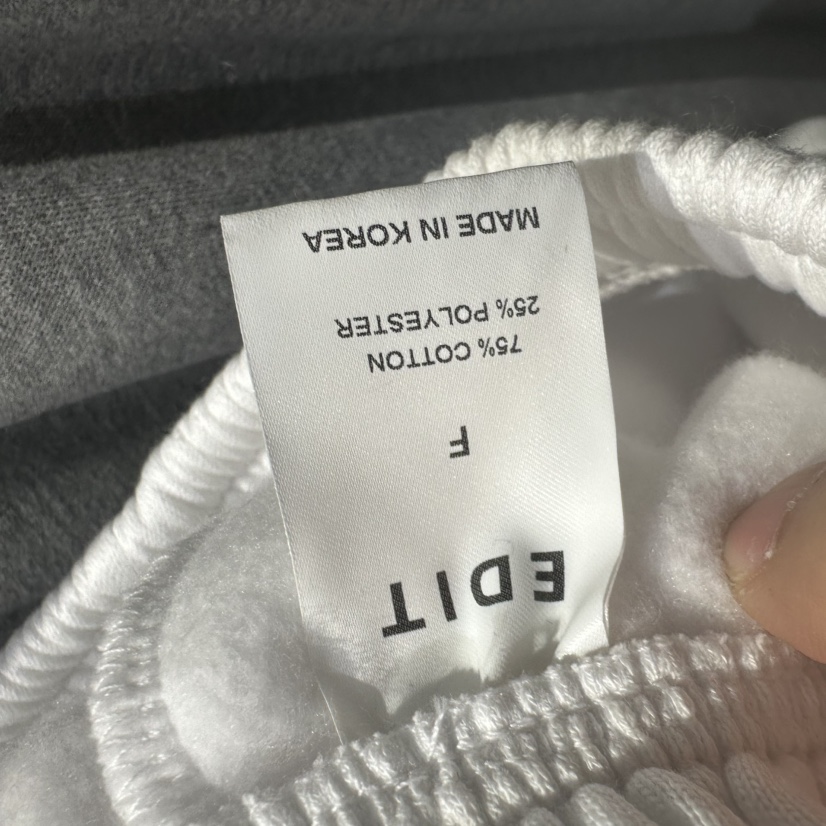 EDIT
F
75% COTTON
25% POLYESTER
MADE IN KOREA